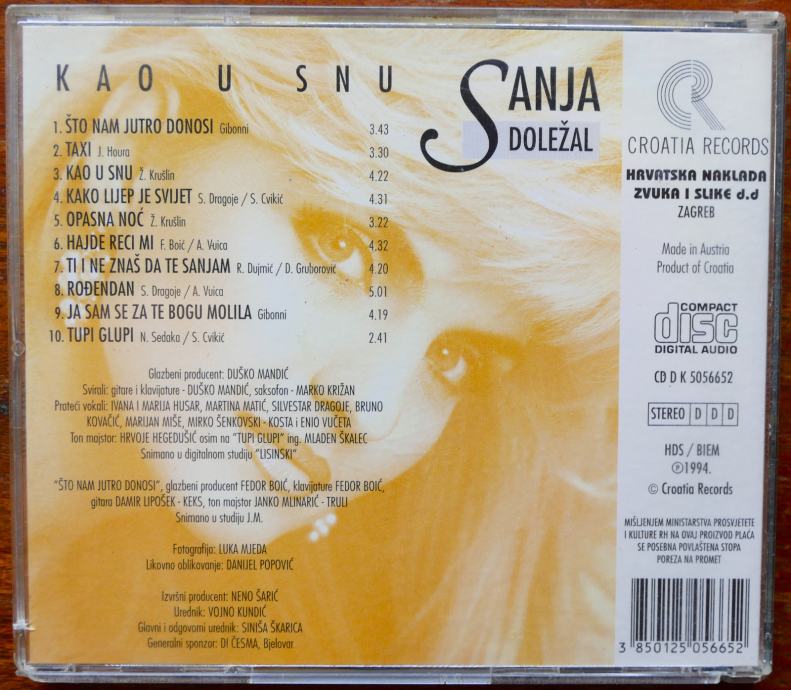 KAO U SNU
SANJA
DOLEŽAL
1. ŠTO NAM JUTRO DONOSI Gibonni 3.43
2. TAXI J. Houra 3.30
3. KAO U SNU Ž. Krušlin 4.22
4. KAKO LIJEP JE SVIJET S. Dragoje / S. Cvikić 4.31
5. OPASNA NOĆ Ž. Krušlin 3.22
6. HAJDE RECI MI F. Boić / A. Vuica 4.32
7. TI I NE ZNAŠ DA TE SANJAM R. Dujmić / D. Gruborović 4.20
8. ROĐENDAN S. Dragoje / A. Vuica 5.01
9. JA SAM SE ZA TE BOGU MOLILA Gibonni 4.19
10. TUPI GLUPI N. Sedaka / S. Cvikić 2.41
Glazbeni producent: DUŠKO MANDIĆ
Svirali: gitare i klavijature - DUŠKO MANDIĆ, saksofon - MARKO KRIŽAN
Prateći vokali: IVANA I MARIJA HUSAR, MARTINA MATIĆ, SILVESTAR DRAGOJE, BRUNO
KOVAČIĆ, MARIJAN MIŠE, MIRKO ŠENKOVSKI - KOSTA i ENIO VUČETA
Ton majstor: HRVOJE HEGEDUŠIĆ osim na "TUPI GLUPI" ing. MLADEN ŠKALEC
Snimano u digitalnom studiju "LISINSKI"
"ŠTO NAM JUTRO DONOSI", glazbeni producent FEDOR BOIĆ, klavijature FEDOR BOIĆ,
gitara DAMIR LIPOŠEK - KEKS, ton majstor JANKO MLINARIĆ - TRULI
Snimano u studiju J.M.
Fotografija: LUKA MJEDA
Likovno oblikovanje: DANIJEL POPOVIĆ
Izvršni producent: NENO ŠARIĆ
Urednik: VOJNO KUNDIĆ
Glavni i odgovorni urednik: SINIŠA ŠKARICA
Generalni sponzor: DI ČESMA, Bjelovar
CROATIA RECORDS
HRVATSKA NAKLADA
ZVUKA I SLIKE d.d
ZAGREB
Made in Austria
Product of Croatia
COMPACT
disc
DIGITAL AUDIO
CB D K 5056652
STEREO D D D
HDS / BIEM
℗1994.
© Croatia Records
MIŠLJENJEM MINISTARSTVA PROSVJETETE
I KULTURE RH NA OVAJ PROIZVOD PLAĆA
SE POSEBNA POVLAŠTENA STOPA
POREZA NA PROMET
3 850125 056652